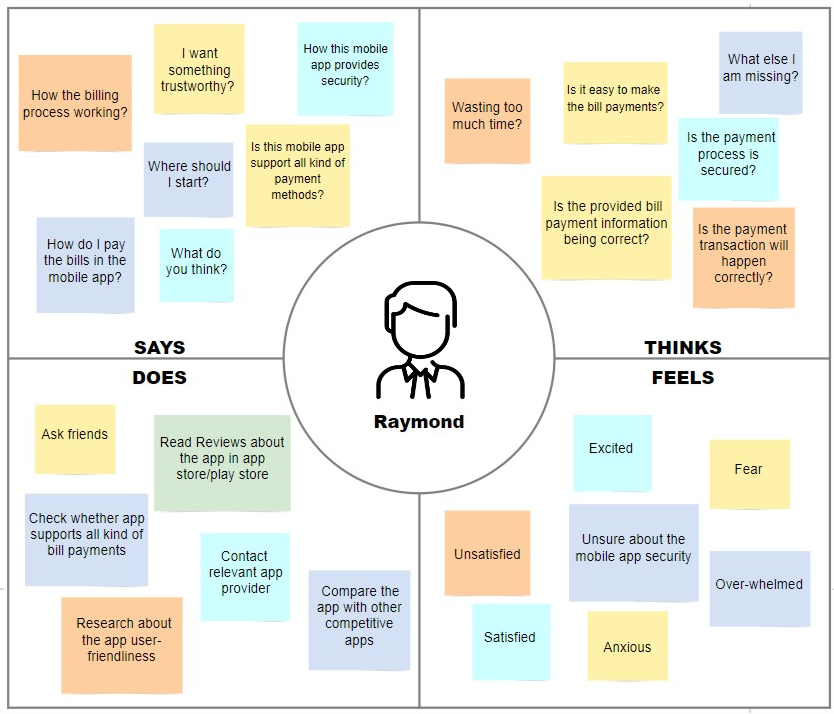 How the billing
process working?
I want
something
trustworthy?
How this mobile
app provides
security?
Where should
I start?
Is this mobile app
support all kind of
payment
methods?
How do I pay
the bills in the
mobile app?
What do
you think?
SAYS
Wasting too
much time?
Is it easy to make
the bill payments?
What else I
am missing?
Is the payment
process is
secured?
Is the provided bill
payment information
being correct?
Is the payment
transaction will
happen
correctly?
THINKS
Raymond
DOES
Ask friends
Read Reviews about
the app in app
store/play store
Check whether app
supports all kind of
bill payments
Contact
relevant app
provider
Compare the
app with other
competitive
apps
Research about
the app user-
friendliness
FEELS
Excited
Fear
Unsatisfied
Unsure about the
mobile app security
Over-whelmed
Satisfied
Anxious